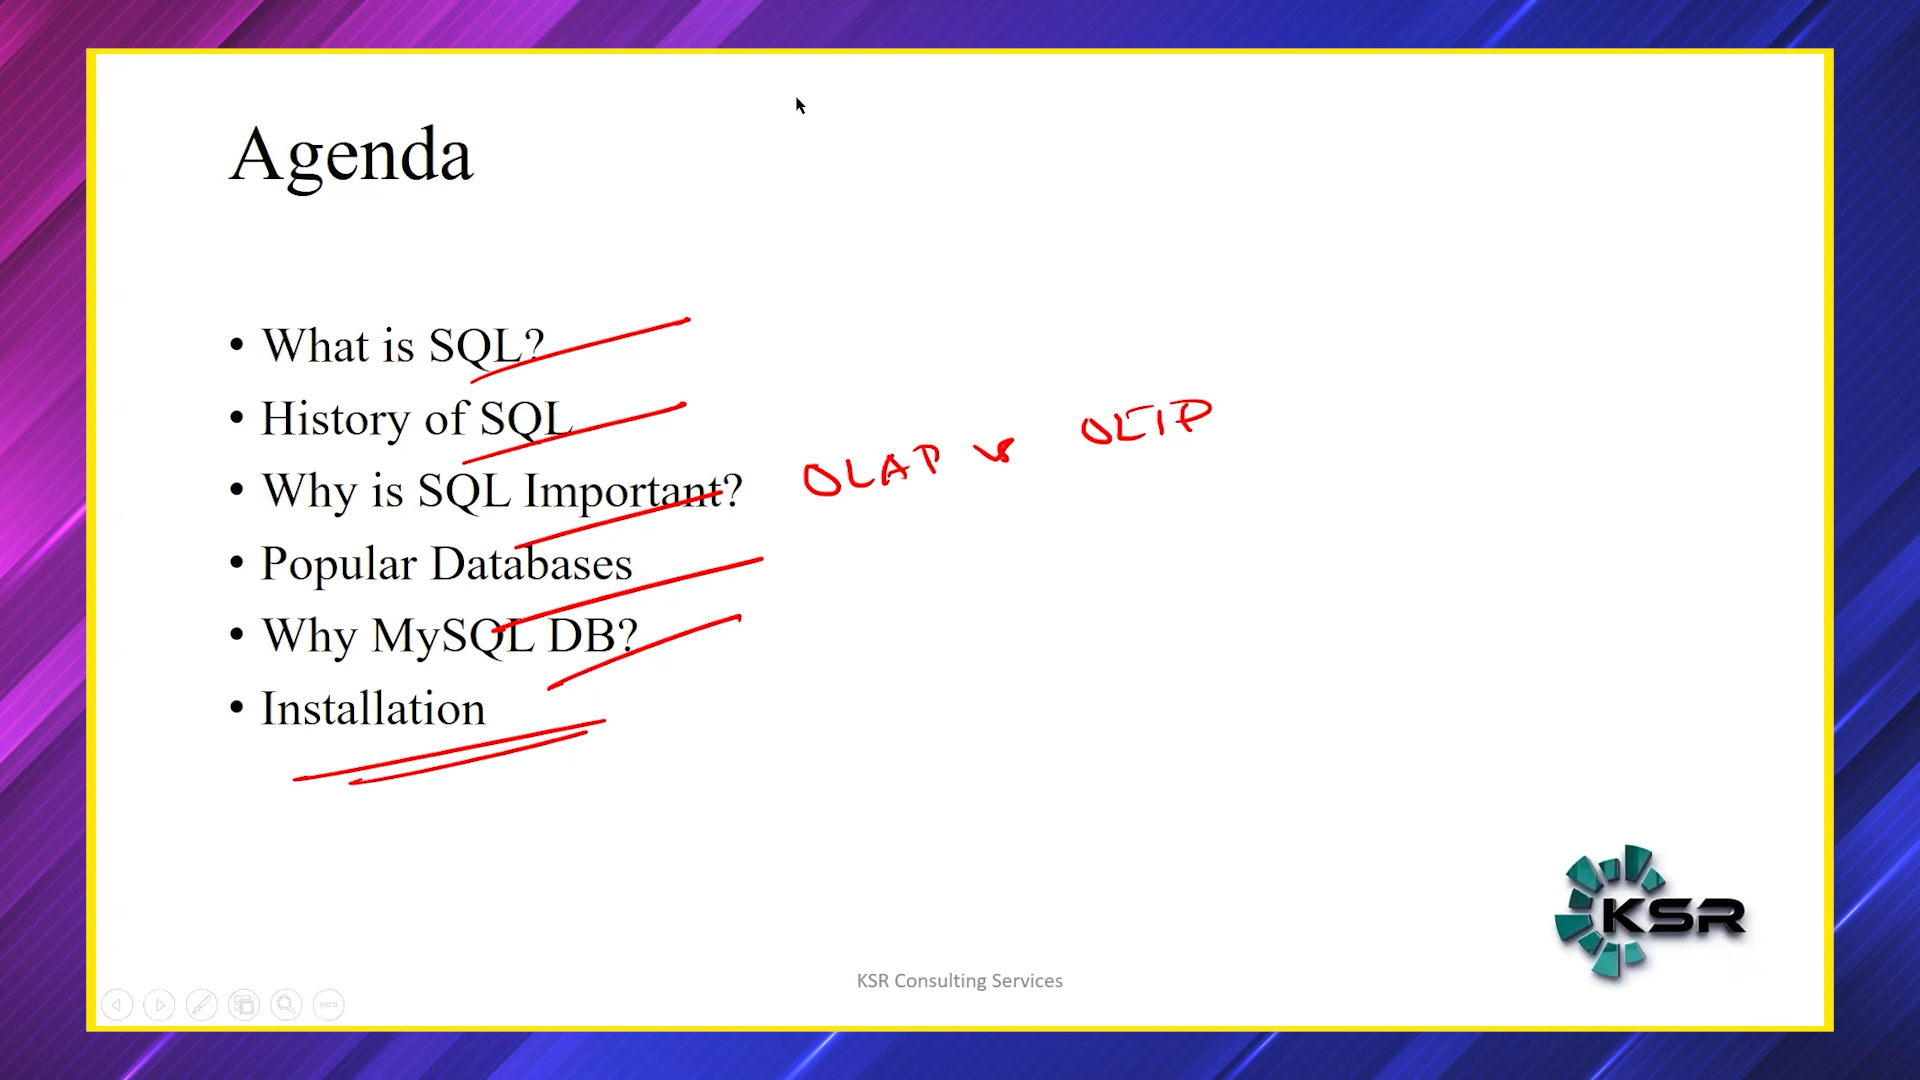 Agenda
• What is SQL?
• History of SQL
• Why is SQL Important?
OLAP vs OLTP
• Popular Databases
• Why MySQL DB?
• Installation
KSR
KSR Consulting Services